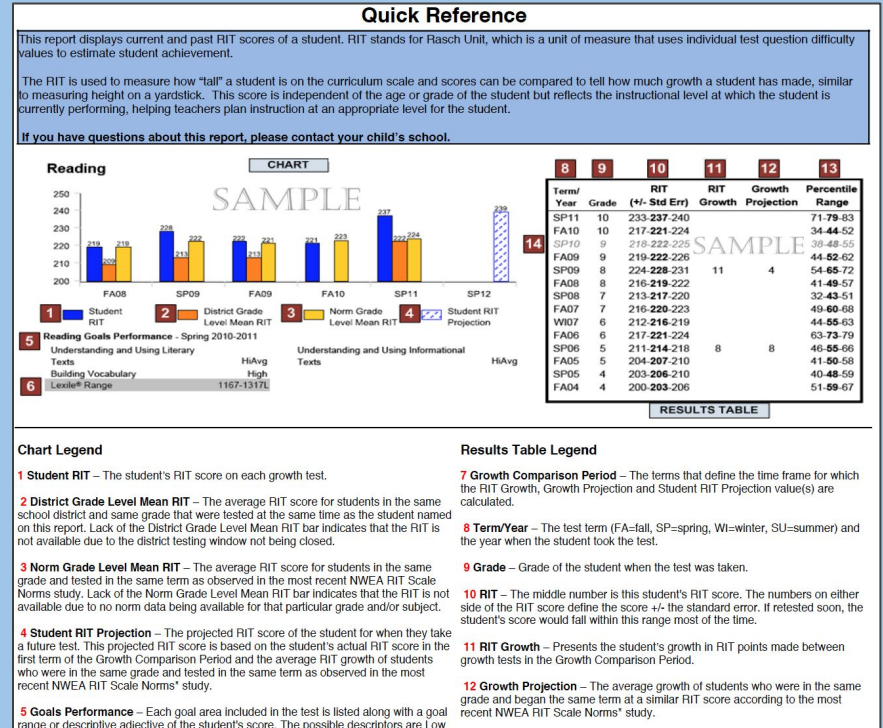 Quick Reference
This report displays current and past RIT scores of a student. RIT stands for Rasch Unit, which is a unit of measure that uses individual test question difficulty
values to estimate student achievement.
The RIT is used to measure how “tall” a student is on the curriculum scale and scores can be compared to tell how much growth a student has made, similar
to measuring height on a yardstick. This score is independent of the age or grade of the student but reflects the instructional level at which the student is
currently performing, helping teachers plan instruction at an appropriate level for the student.
If you have questions about this report, please contact your child’s school.
Reading
CHART
SAMPLE
250
240
230
220
210
200
219 209 219
228 213 222
222 213 221
221 223
237 222 224
239
FA08 SP09 FA09 FA10 SP11 SP12
1 Student RIT
2 District Grade Level Mean RIT
3 Norm Grade Level Mean RIT
4 Student RIT Projection
5 Reading Goals Performance - Spring 2010-2011
Understanding and Using Literary Texts HiAvg
Understanding and Using Informational Texts HiAvg
Building Vocabulary High
6 Lexile® Range 1167-1317L
8 9 10 11 12 13
Term/ Year Grade RIT (+/- Std Err) RIT Growth Growth Projection Percentile Range
SP11 10 233-237-240 71-79-83
FA10 10 217-221-224 34-44-52
14 SP10 9 218-222-225 SAMPLE 38-48-55
FA09 9 219-222-226 44-52-62
SP09 8 224-228-231 11 4 54-65-72
FA08 8 216-219-222 41-49-57
SP08 7 213-217-220 32-43-51
FA07 7 216-220-223 49-60-68
WI07 6 212-216-219 44-55-63
FA06 6 217-221-224 63-73-79
SP06 5 211-214-218 8 8 46-55-66
FA05 5 204-207-210 41-50-58
SP05 4 203-206-210 40-48-59
FA04 4 200-203-206 51-59-67
RESULTS TABLE
Chart Legend
1 Student RIT – The student’s RIT score on each growth test.
2 District Grade Level Mean RIT – The average RIT score for students in the same
school district and same grade that were tested at the same time as the student named
on this report. Lack of the District Grade Level Mean RIT bar indicates that the RIT is
not available due to the district testing window not being closed.
3 Norm Grade Level Mean RIT – The average RIT score for students in the same
grade and tested in the same term as observed in the most recent NWEA RIT Scale
Norms study. Lack of the Norm Grade Level Mean RIT bar indicates that the RIT is not
available due to no norm data being available for that particular grade and/or subject.
4 Student RIT Projection – The projected RIT score of the student for when they take
a future test. This projected RIT score is based on the student’s actual RIT score in the
first term of the Growth Comparison Period and the average RIT growth of students
who were in the same grade and tested in the same term as observed in the most
recent NWEA RIT Scale Norms* study.
5 Goals Performance – Each goal area included in the test is listed along with a goal
range or descriptive adjective of the student’s score. The possible descriptors are Low
Results Table Legend
7 Growth Comparison Period – The terms that define the time frame for which
the RIT Growth, Growth Projection and Student RIT Projection value(s) are
calculated.
8 Term/Year – The test term (FA=fall, SP=spring, WI=winter, SU=summer) and
the year when the student took the test.
9 Grade – Grade of the student when the test was taken.
10 RIT – The middle number is this student’s RIT score. The numbers on either
side of the RIT score define the score +/- the standard error. If retested soon, the
student’s score would fall within this range most of the time.
11 RIT Growth – Presents the student’s growth in RIT points made between
growth tests in the Growth Comparison Period.
12 Growth Projection – The average growth of students who were in the same
grade and began the same term at a similar RIT score according to the most
recent NWEA RIT Scale Norms* study.